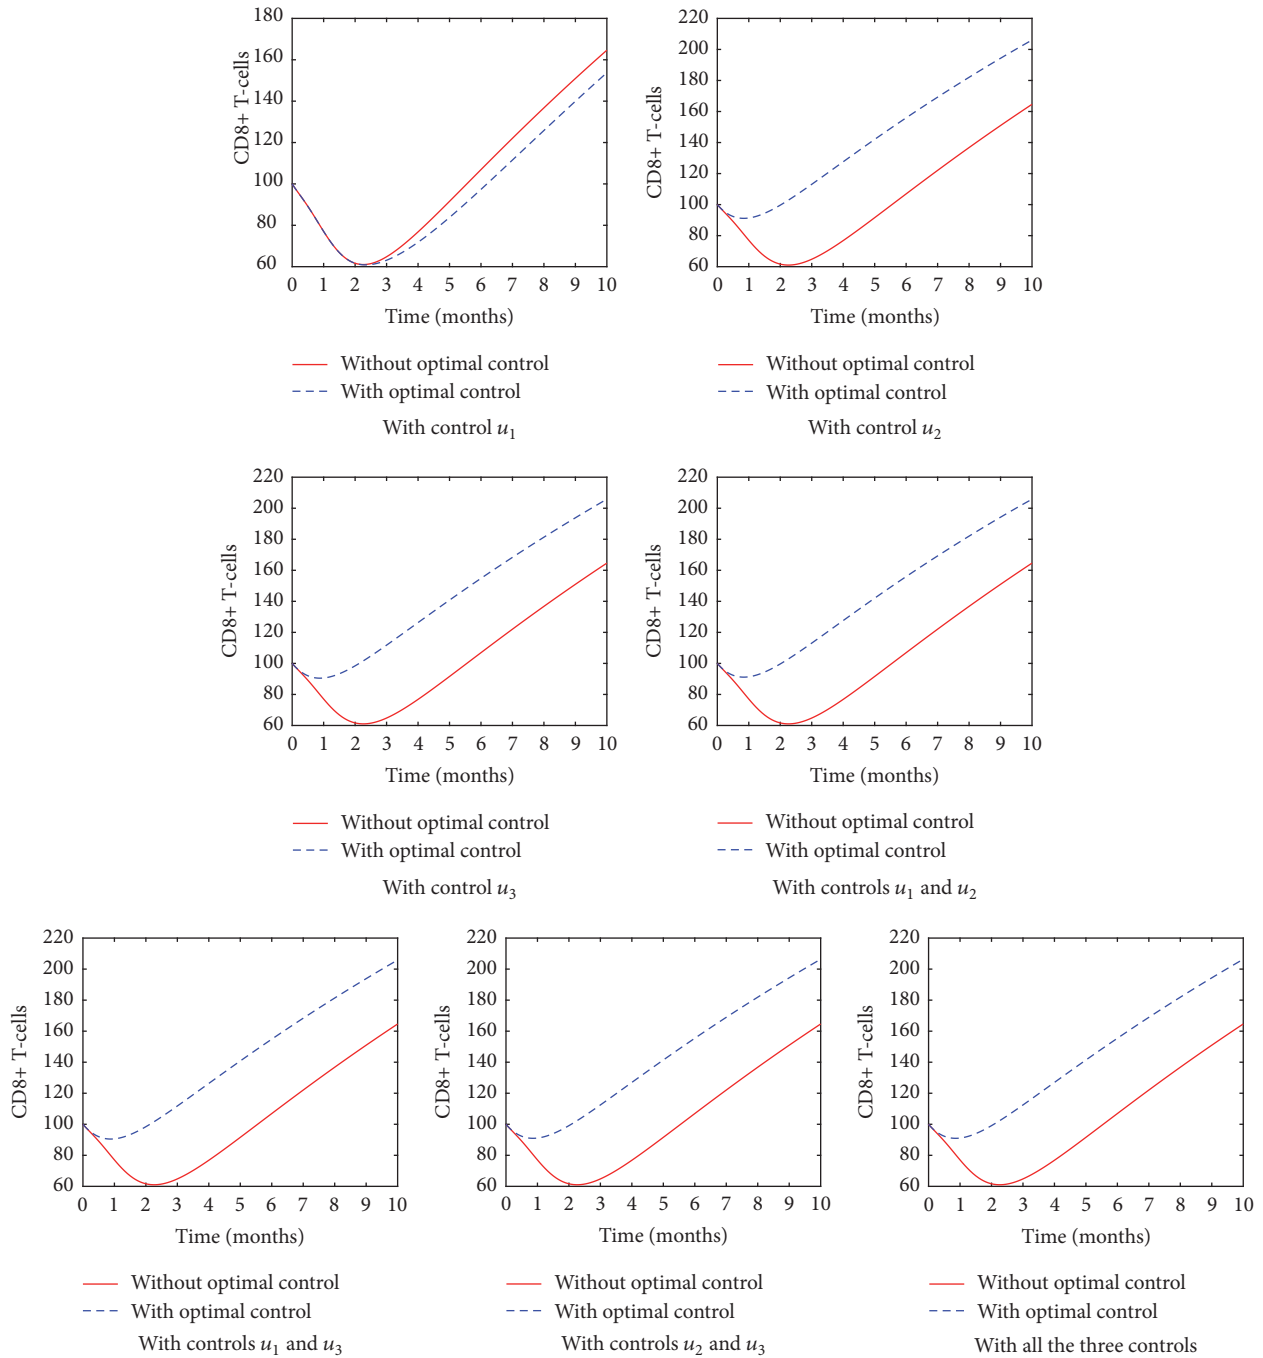 180
160
140
120
100
80
60
CD8+ T-cells
0 1 2 3 4 5 6 7 8 9 10
Time (months)
Without optimal control
With optimal control
With control u₁
220
200
180
160
140
120
100
80
60
CD8+ T-cells
0 1 2 3 4 5 6 7 8 9 10
Time (months)
Without optimal control
With optimal control
With control u₂
220
200
180
160
140
120
100
80
60
CD8+ T-cells
0 1 2 3 4 5 6 7 8 9 10
Time (months)
Without optimal control
With optimal control
With control u₃
220
200
180
160
140
120
100
80
60
CD8+ T-cells
0 1 2 3 4 5 6 7 8 9 10
Time (months)
Without optimal control
With optimal control
With controls u₁ and u₂
220
200
180
160
140
120
100
80
60
CD8+ T-cells
0 1 2 3 4 5 6 7 8 9 10
Time (months)
Without optimal control
With optimal control
With controls u₁ and u₃
220
200
180
160
140
120
100
80
60
CD8+ T-cells
0 1 2 3 4 5 6 7 8 9 10
Time (months)
Without optimal control
With optimal control
With controls u₂ and u₃
220
200
180
160
140
120
100
80
60
CD8+ T-cells
0 1 2 3 4 5 6 7 8 9 10
Time (months)
Without optimal control
With optimal control
With all the three controls